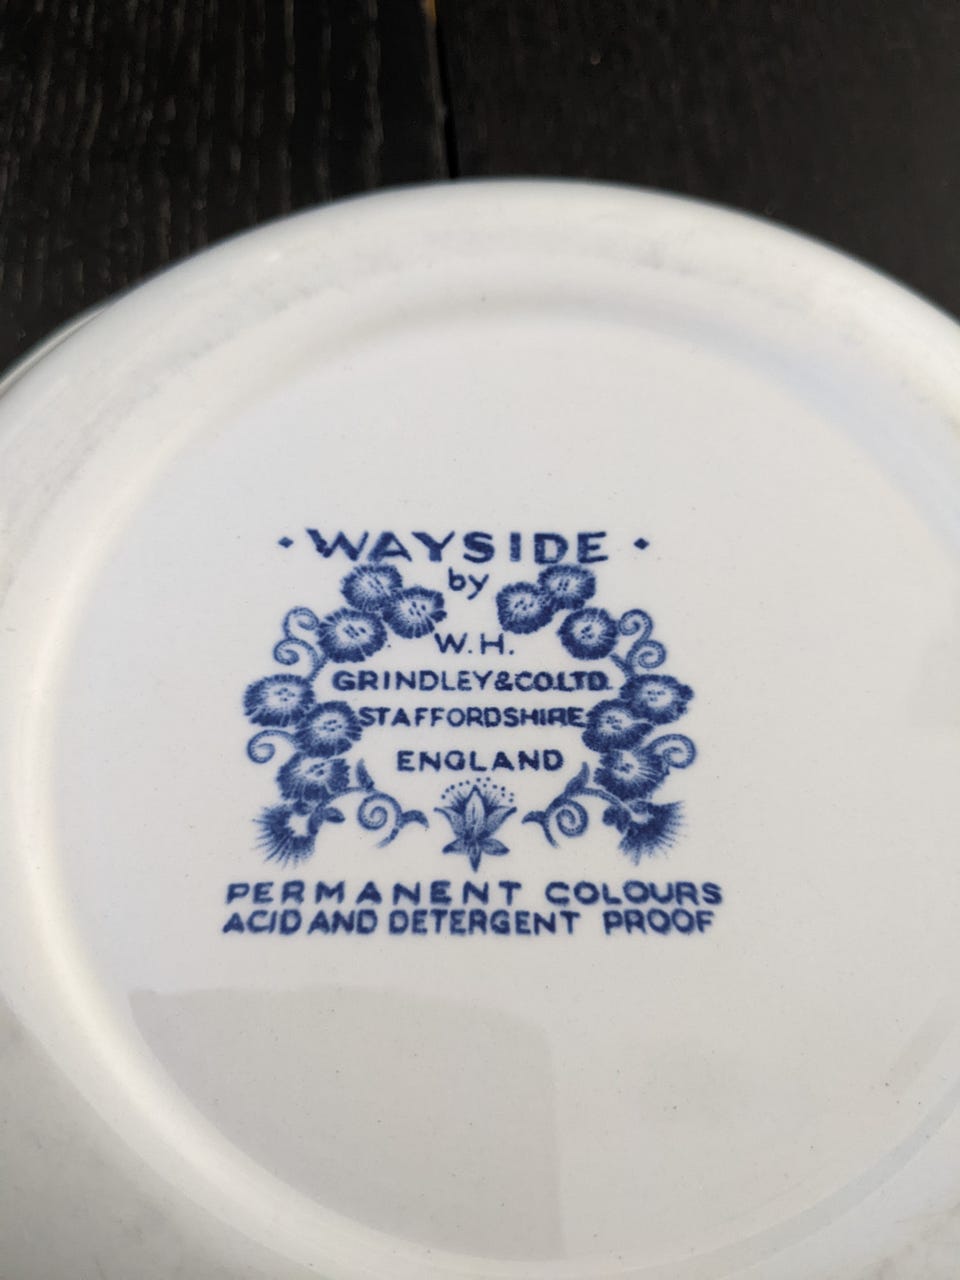 • WAYSIDE •
by
W.H.
GRINDLEY & CO.LTD.
STAFFORDSHIRE
ENGLAND
PERMANENT COLOURS
ACID AND DETERGENT PROOF